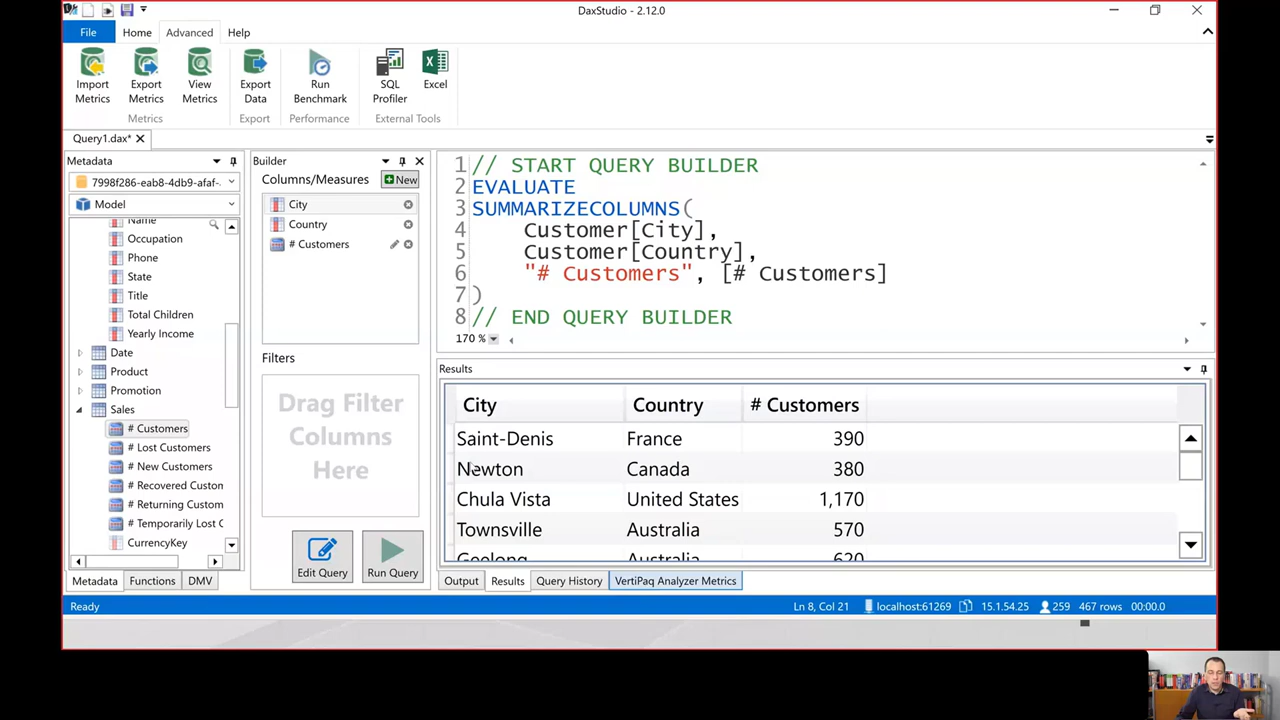 DaxStudio - 2.12.0
File
Home
Advanced
Help
Import Metrics
Export Metrics
View Metrics
Export Data
Run Benchmark
SQL Profiler
Excel
Metrics
Export
Performance
External Tools
Query1.dax*
Metadata
7998f286-eab8-4db9-afaf-
Model
Name
Occupation
Phone
State
Title
Total Children
Yearly Income
Date
Product
Promotion
Sales
# Customers
# Lost Customers
# New Customers
# Recovered Custon
# Returning Custom
# Temporarily Lost C
CurrencyKey
Metadata
Functions
DMV
Builder
Columns/Measures
New
City
Country
# Customers
Filters
Drag Filter
Columns
Here
Edit Query
Run Query
1 // START QUERY BUILDER
2 EVALUATE
3 SUMMARIZECOLUMNS(
4 Customer[City],
5 Customer[Country],
6 "# Customers", [# Customers]
7 )
8 // END QUERY BUILDER
170 %
Results
City Country # Customers
Saint-Denis France 390
Newton Canada 380
Chula Vista United States 1,170
Townsville Australia 570
Geelong Australia 620
Output
Results
Query History
VertiPaq Analyzer Metrics
Ready
Ln 8, Col 21
localhost:61269
15.1.54.25
259
467 rows
00:00.0